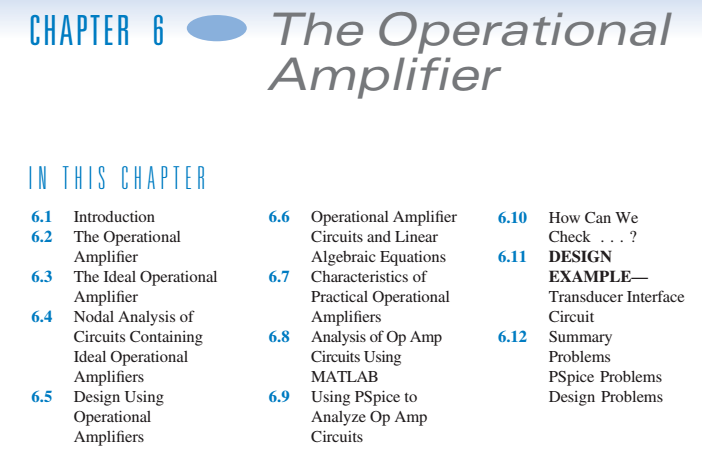 CHAPTER 6
The Operational
Amplifier
IN THIS CHAPTER
6.1 Introduction
6.2 The Operational
Amplifier
6.3 The Ideal Operational
Amplifier
6.4 Nodal Analysis of
Circuits Containing
Ideal Operational
Amplifiers
6.5 Design Using
Operational
Amplifiers
6.6 Operational Amplifier
Circuits and Linear
Algebraic Equations
6.7 Characteristics of
Practical Operational
Amplifiers
6.8 Analysis of Op Amp
Circuits Using
MATLAB
6.9 Using PSpice to
Analyze Op Amp
Circuits
6.10 How Can We
Check . . . ?
6.11 DESIGN
EXAMPLE—
Transducer Interface
Circuit
6.12 Summary
Problems
PSpice Problems
Design Problems